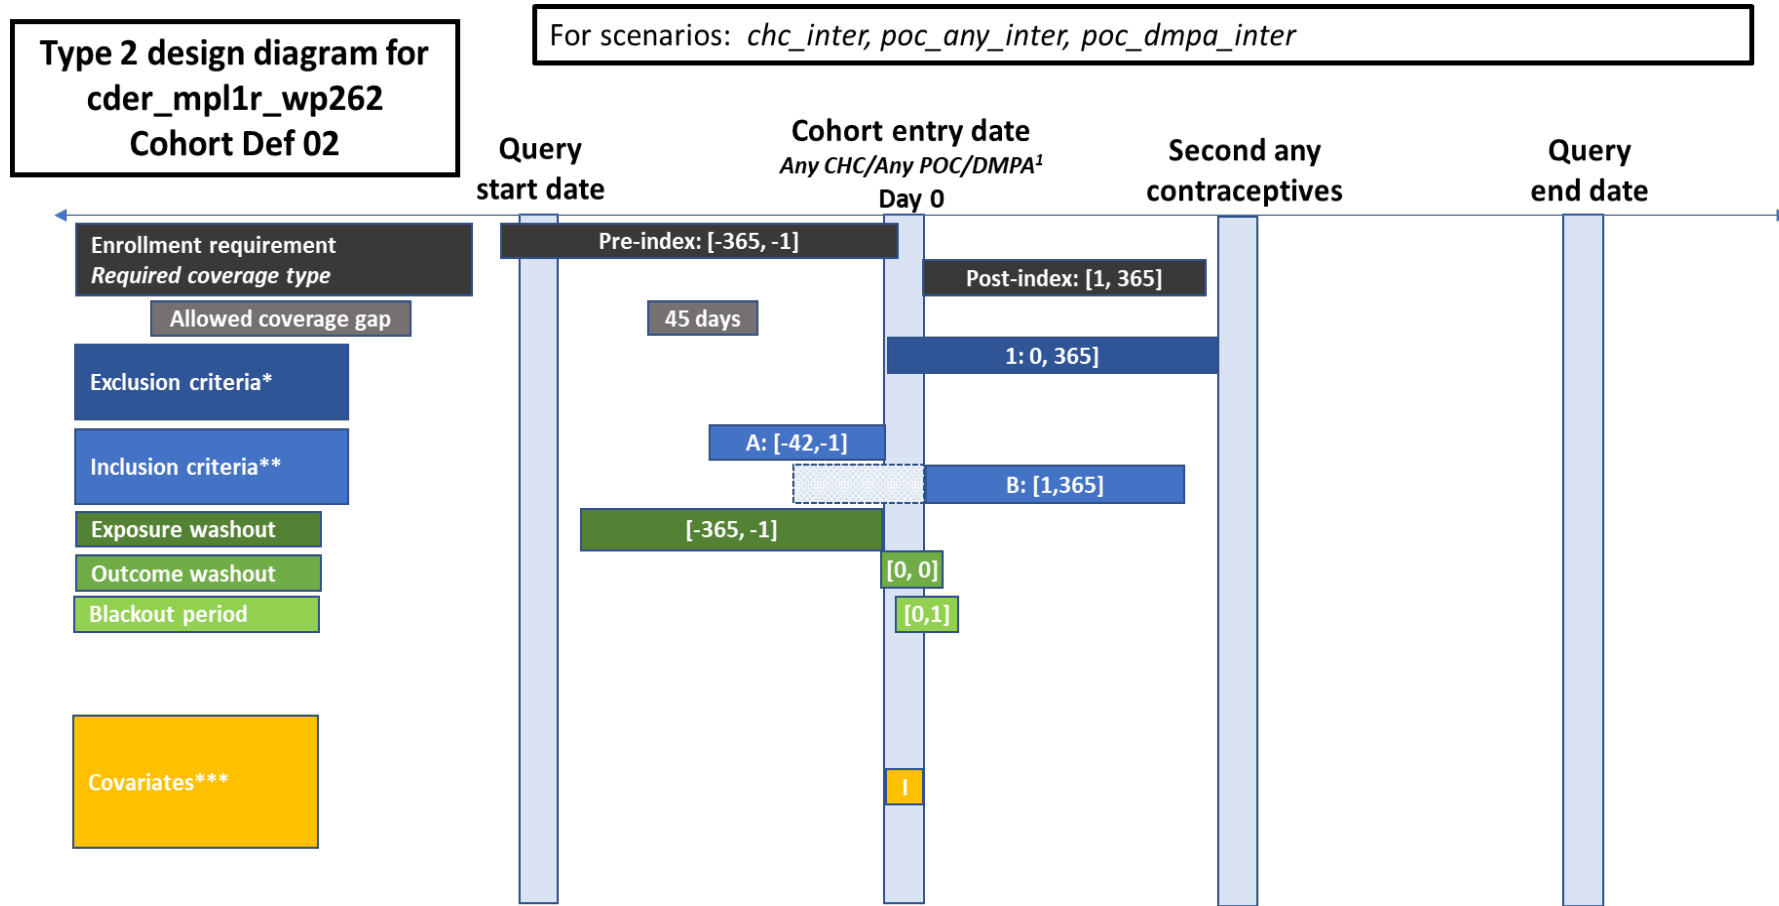 Type 2 design diagram for
cder_mpl1r_wp262
Cohort Def 02
For scenarios: chc_inter, poc_any_inter, poc_dmpa_inter
Query
start date
Cohort entry date
Any CHC/Any POC/DMPA¹
Day 0
Second any
contraceptives
Query
end date
Enrollment requirement
Required coverage type
Pre-index: [-365, -1]
Post-index: [1, 365]
Allowed coverage gap
45 days
Exclusion criteria*
1: 0, 365]
Inclusion criteria**
A: [-42,-1]
B: [1,365]
Exposure washout
[-365, -1]
Outcome washout
[0, 0]
Blackout period
[0,1]
Covariates***
I